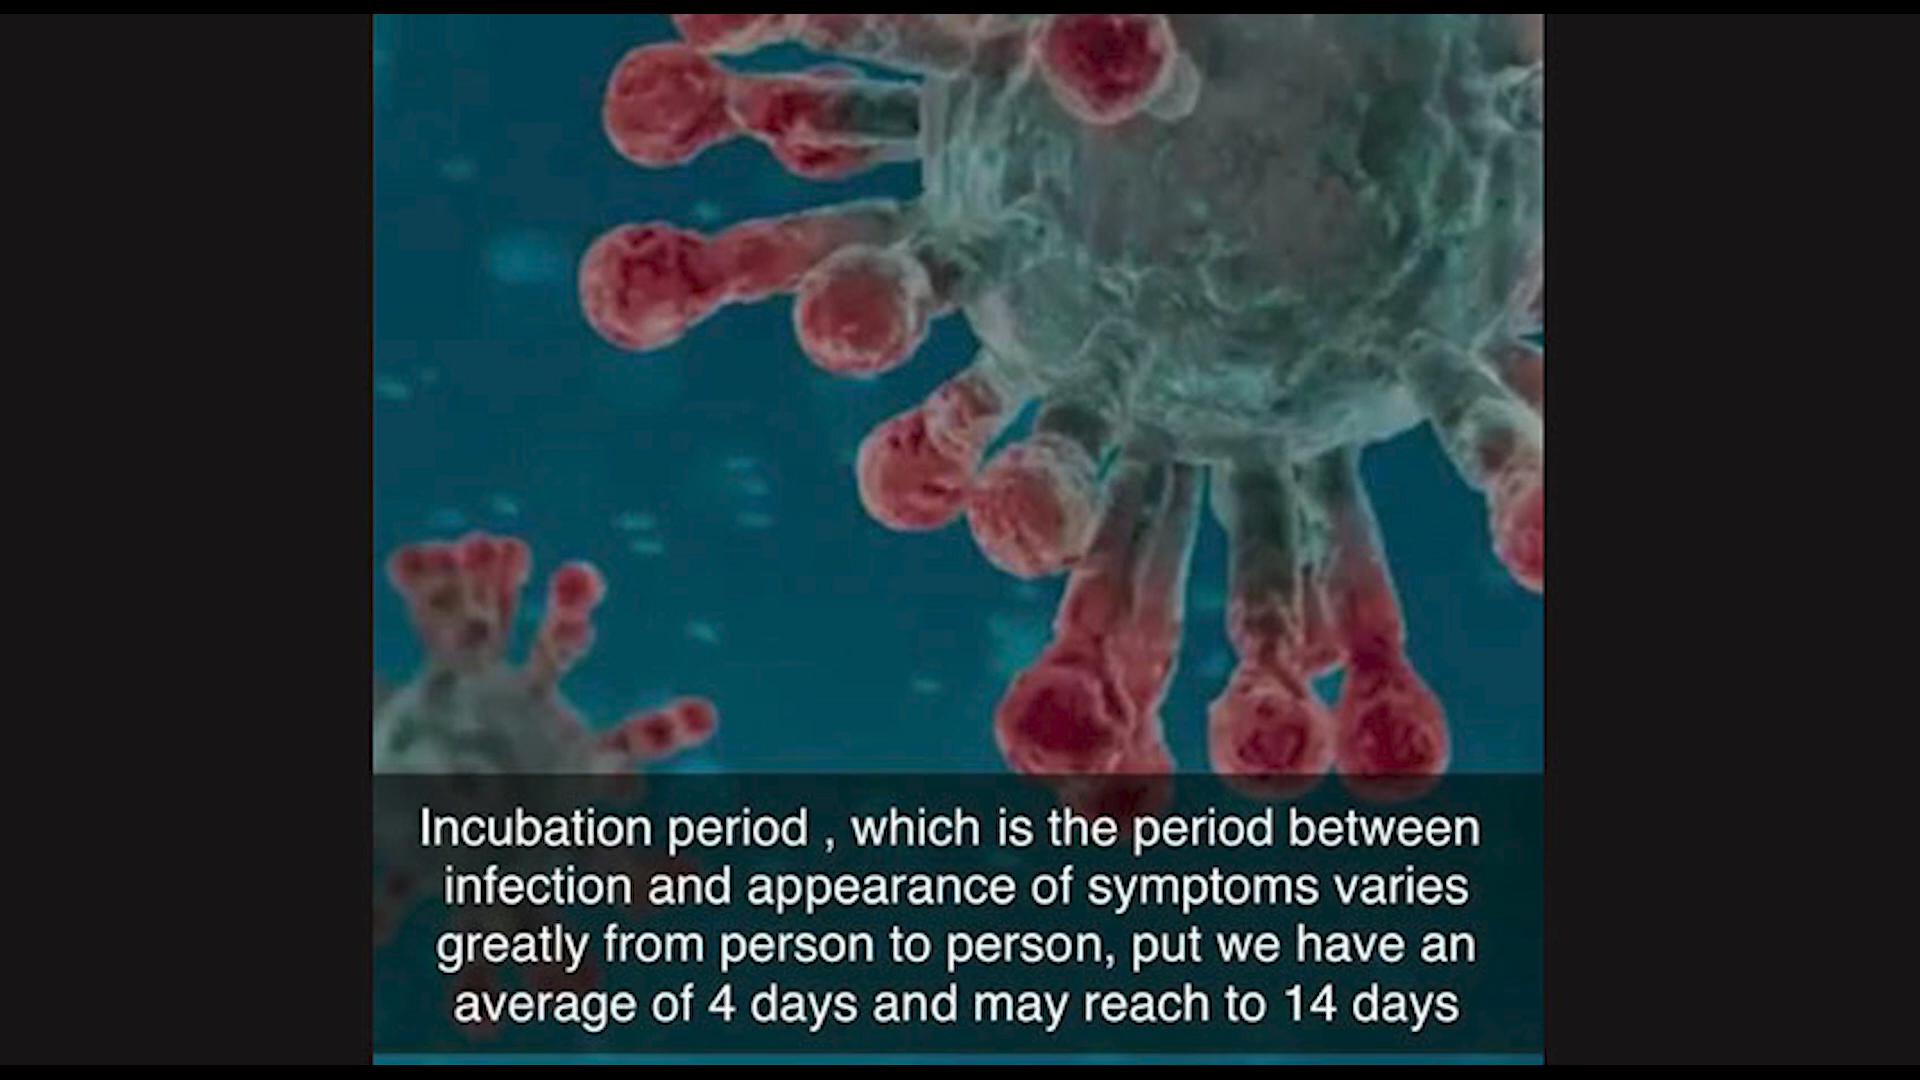 Incubation period , which is the period between
infection and appearance of symptoms varies
greatly from person to person, put we have an
average of 4 days and may reach to 14 days